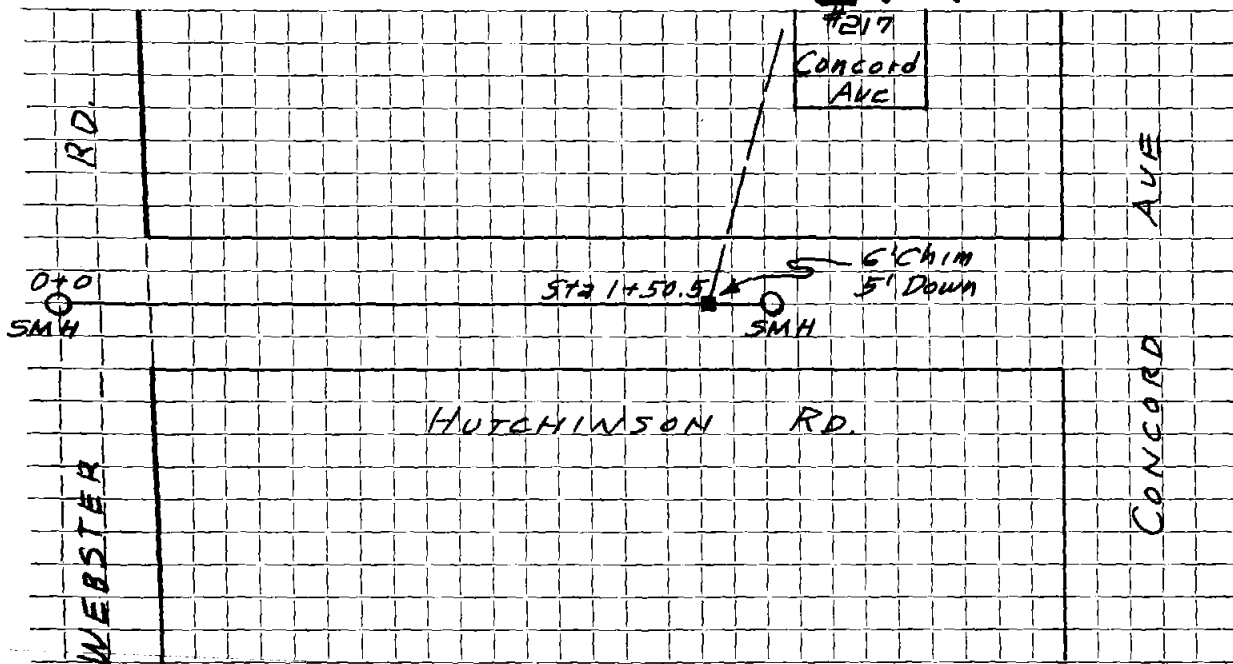 #217
Concord
Ave
RD.
AVE
6' Chim
5' Down
0+0
Sta 1+50.5
SMH
SMH
HUTCHINSON RD.
CONCORD
WEBSTER